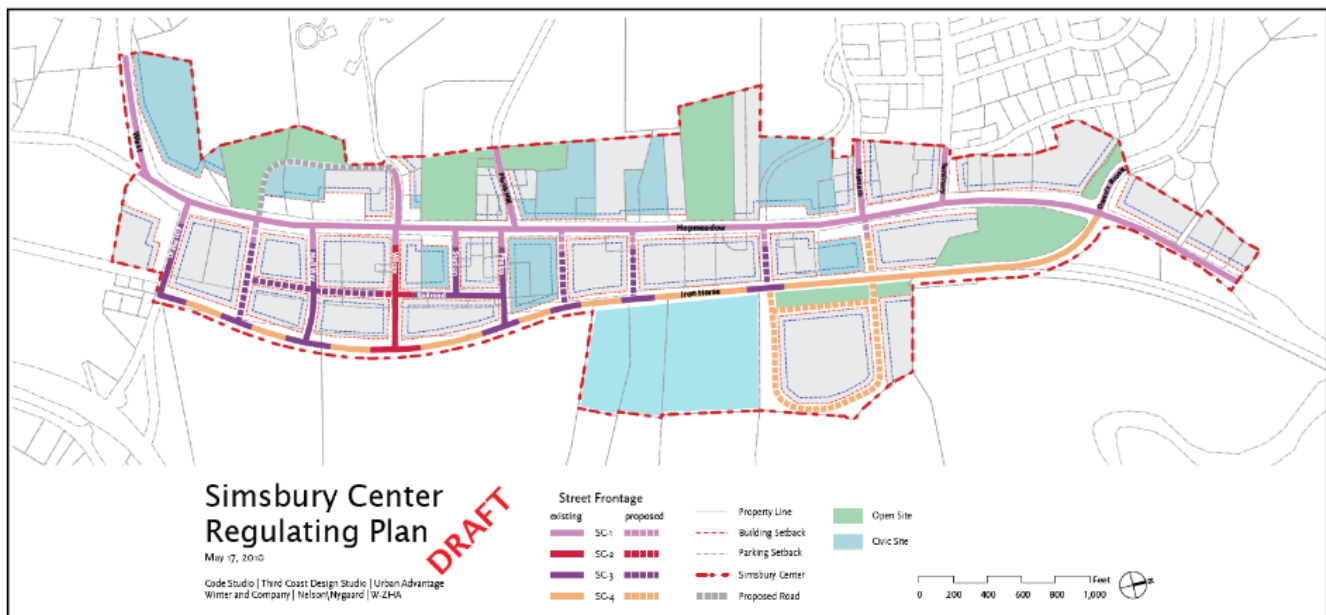 West
Hopmeadow
Iron Horse
Simsbury Center
Regulating Plan
May 17, 2010
DRAFT
Code Studio | Third Coast Design Studio | Urban Advantage
Winter and Company | Nelson\Nygaard | W-ZHA
Street Frontage
existing proposed
SC-1
SC-2
SC-3
SC-4
Property Line
Building Setback
Parking Setback
Simsbury Center
Proposed Road
Open Site
Civic Site
Feet
0 200 400 600 800 1,000
N